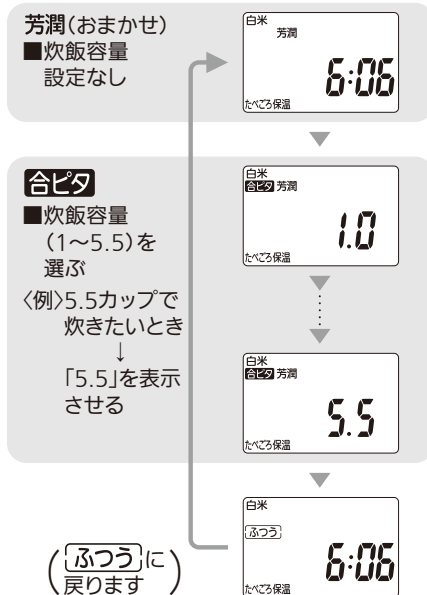 芳潤(おまかせ)
■炊飯容量
設定なし
白米
芳潤
6:06
たべごろ保温
合ピタ
■炊飯容量
(1〜5.5)を
選ぶ
〈例〉5.5カップで
炊きたいとき
↓
「5.5」を表示
させる
白米
合ピタ 芳潤
1.0
たべごろ保温
白米
合ピタ 芳潤
5.5
たべごろ保温
(ふつうに
戻ります)
白米
ふつう
6:06
たべごろ保温